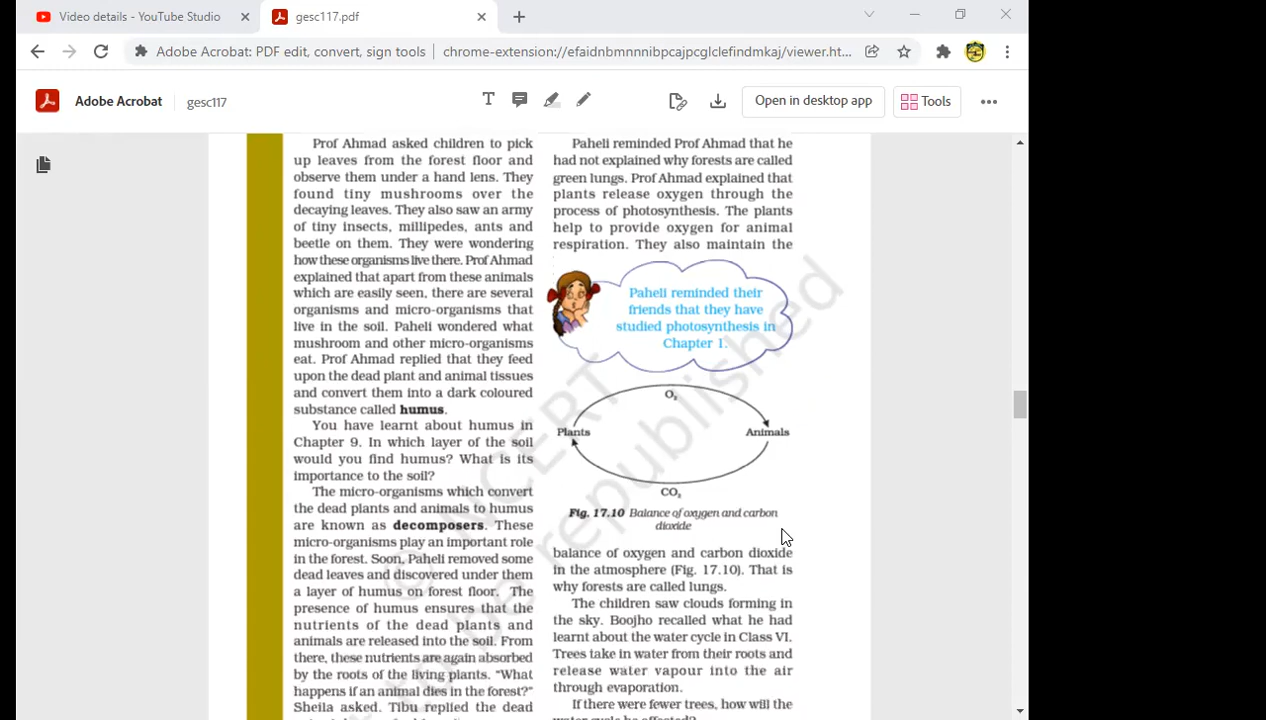 Video details - YouTube Studio
gesc117.pdf
Adobe Acrobat: PDF edit, convert, sign tools
chrome-extension://efaidnbmnnnibpcajpcglclefindmkaj/viewer.ht...
Adobe Acrobat
gesc117
Open in desktop app
Tools
Prof Ahmad asked children to pick
up leaves from the forest floor and
observe them under a hand lens. They
found tiny mushrooms over the
decaying leaves. They also saw an army
of tiny insects, millipedes, ants and
beetle on them. They were wondering
how these organisms live there. Prof Ahmad
explained that apart from these animals
which are easily seen, there are several
organisms and micro-organisms that
live in the soil. Paheli wondered what
mushroom and other micro-organisms
eat. Prof Ahmad replied that they feed
upon the dead plant and animal tissues
and convert them into a dark coloured
substance called humus.
You have learnt about humus in
Chapter 9. In which layer of the soil
would you find humus? What is its
importance to the soil?
The micro-organisms which convert
the dead plants and animals to humus
are known as decomposers. These
micro-organisms play an important role
in the forest. Soon, Paheli removed some
dead leaves and discovered under them
a layer of humus on forest floor. The
presence of humus ensures that the
nutrients of the dead plants and
animals are released into the soil. From
there, these nutrients are again absorbed
by the roots of the living plants. "What
happens if an animal dies in the forest?"
Sheila asked. Tibu replied the dead
Paheli reminded Prof Ahmad that he
had not explained why forests are called
green lungs. Prof Ahmad explained that
plants release oxygen through the
process of photosynthesis. The plants
help to provide oxygen for animal
respiration. They also maintain the
Paheli reminded their
friends that they have
studied photosynthesis in
Chapter 1.
O2
Plants
Animals
CO2
Fig. 17.10 Balance of oxygen and carbon
dioxide
balance of oxygen and carbon dioxide
in the atmosphere (Fig. 17.10). That is
why forests are called lungs.
The children saw clouds forming in
the sky. Boojho recalled what he had
learnt about the water cycle in Class VI.
Trees take in water from their roots and
release water vapour into the air
through evaporation.
If there were fewer trees, how will the
water cycle be affected?
© NCERT
to be republished